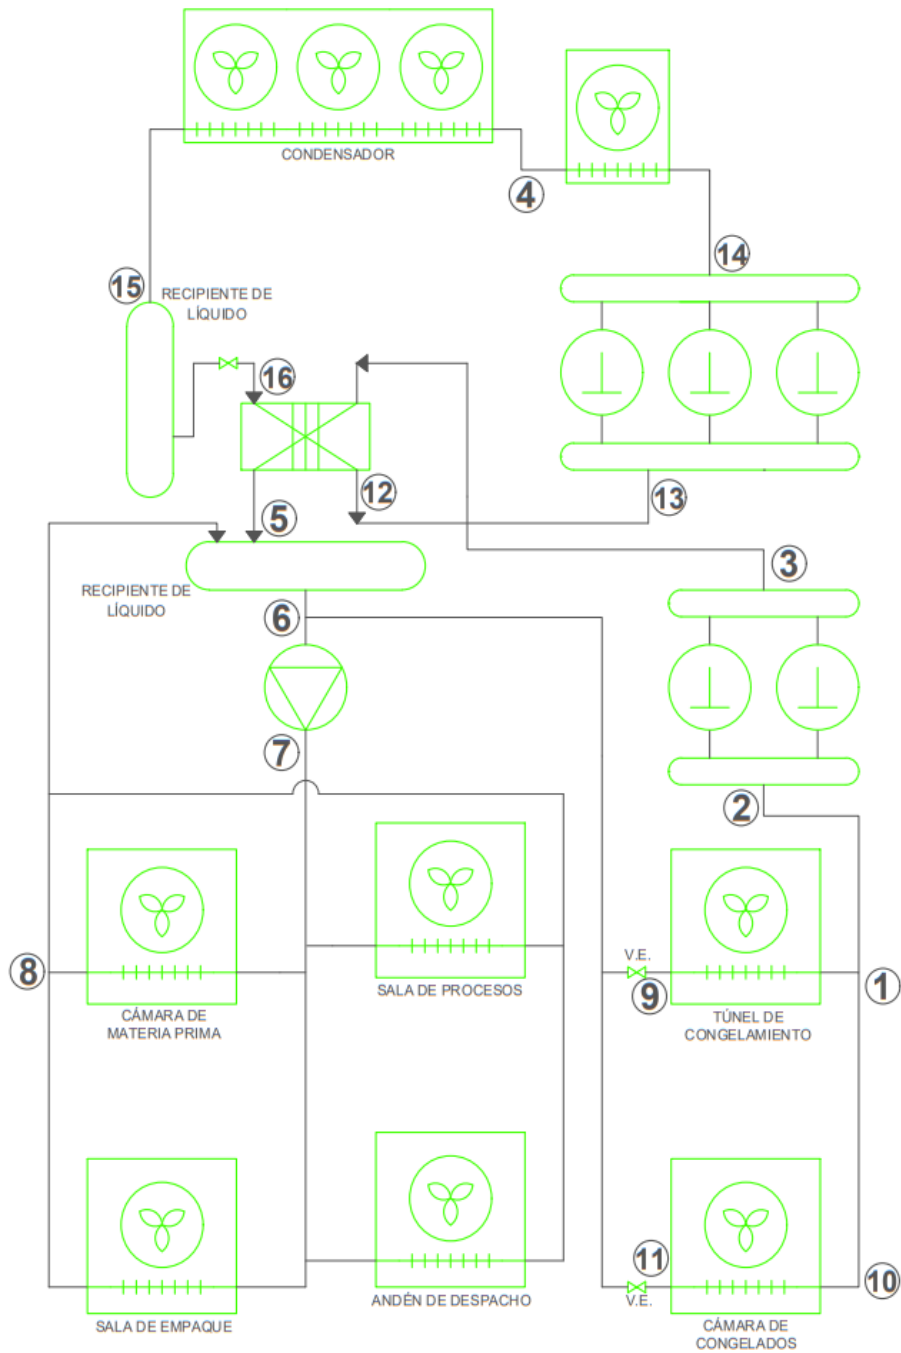 CONDENSADOR
4
14
15
RECIPIENTE DE
LÍQUIDO
16
12
13
5
3
RECIPIENTE DE
LÍQUIDO
6
7
2
8
V.E.
9
1
SALA DE PROCESOS
CÁMARA DE
MATERIA PRIMA
TÚNEL DE
CONGELAMIENTO
11
10
V.E.
ANDÉN DE DESPACHO
SALA DE EMPAQUE
CÁMARA DE
CONGELADOS